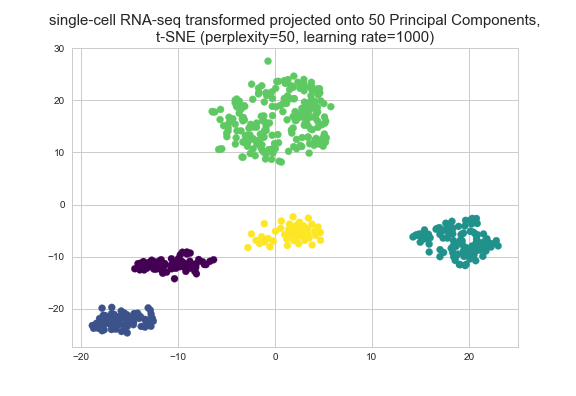 single-cell RNA-seq transformed projected onto 50 Principal Components,
t-SNE (perplexity=50, learning rate=1000)
30
20
10
0
−10
−20
−20 −10 0 10 20